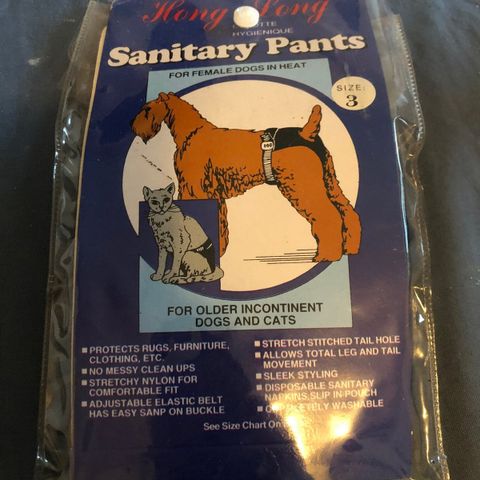 Hong Song
HYGIENIQUE
Sanitary Pants
FOR FEMALE DOGS IN HEAT
SIZE:
3
FOR OLDER INCONTINENT
DOGS AND CATS
■ PROTECTS RUGS, FURNITURE,
CLOTHING, ETC.
■ NO MESSY CLEAN UPS
■ STRETCHY NYLON FOR
COMFORTABLE FIT
■ ADJUSTABLE ELASTIC BELT
HAS EASY SANP ON BUCKLE
■ STRETCH STITCHED TAIL HOLE
■ ALLOWS TOTAL LEG AND TAIL
MOVEMENT
■ SLEEK STYLING
■ DISPOSABLE SANITARY
NAPKINS SLIP IN POUCH
■ COMPLETELY WASHABLE
See Size Chart On